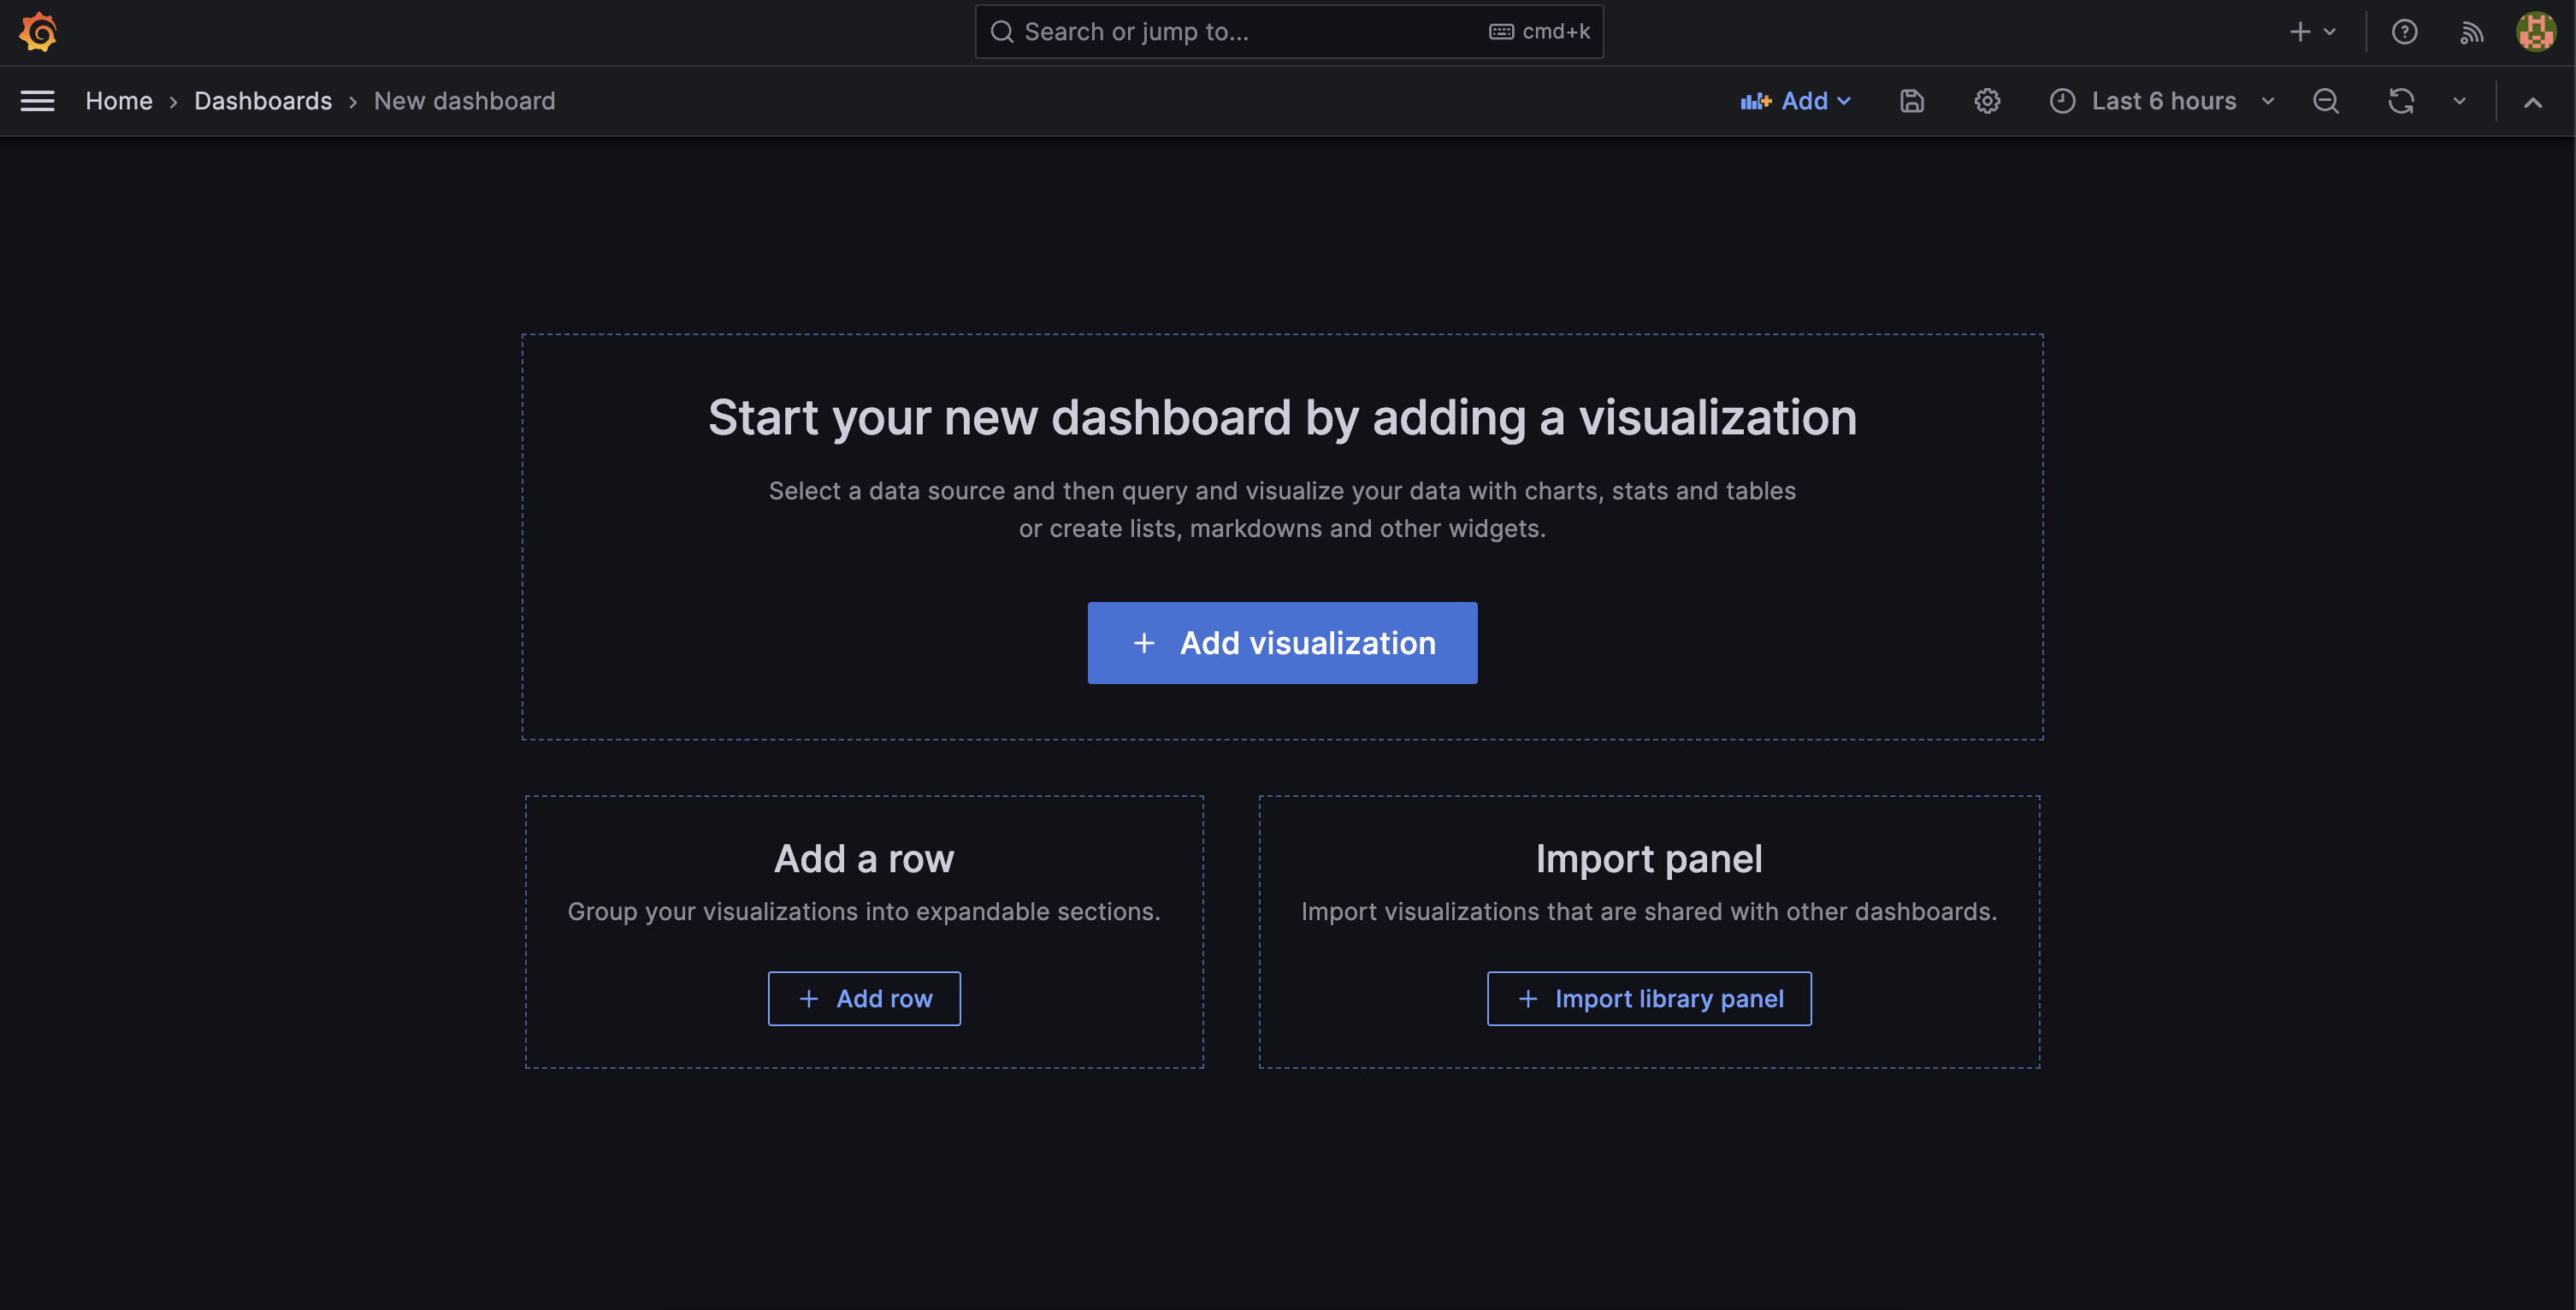 Search or jump to...
cmd+k
Home
Dashboards
New dashboard
Add
Last 6 hours
Start your new dashboard by adding a visualization
Select a data source and then query and visualize your data with charts, stats and tables
or create lists, markdowns and other widgets.
Add visualization
Add a row
Group your visualizations into expandable sections.
Add row
Import panel
Import visualizations that are shared with other dashboards.
Import library panel